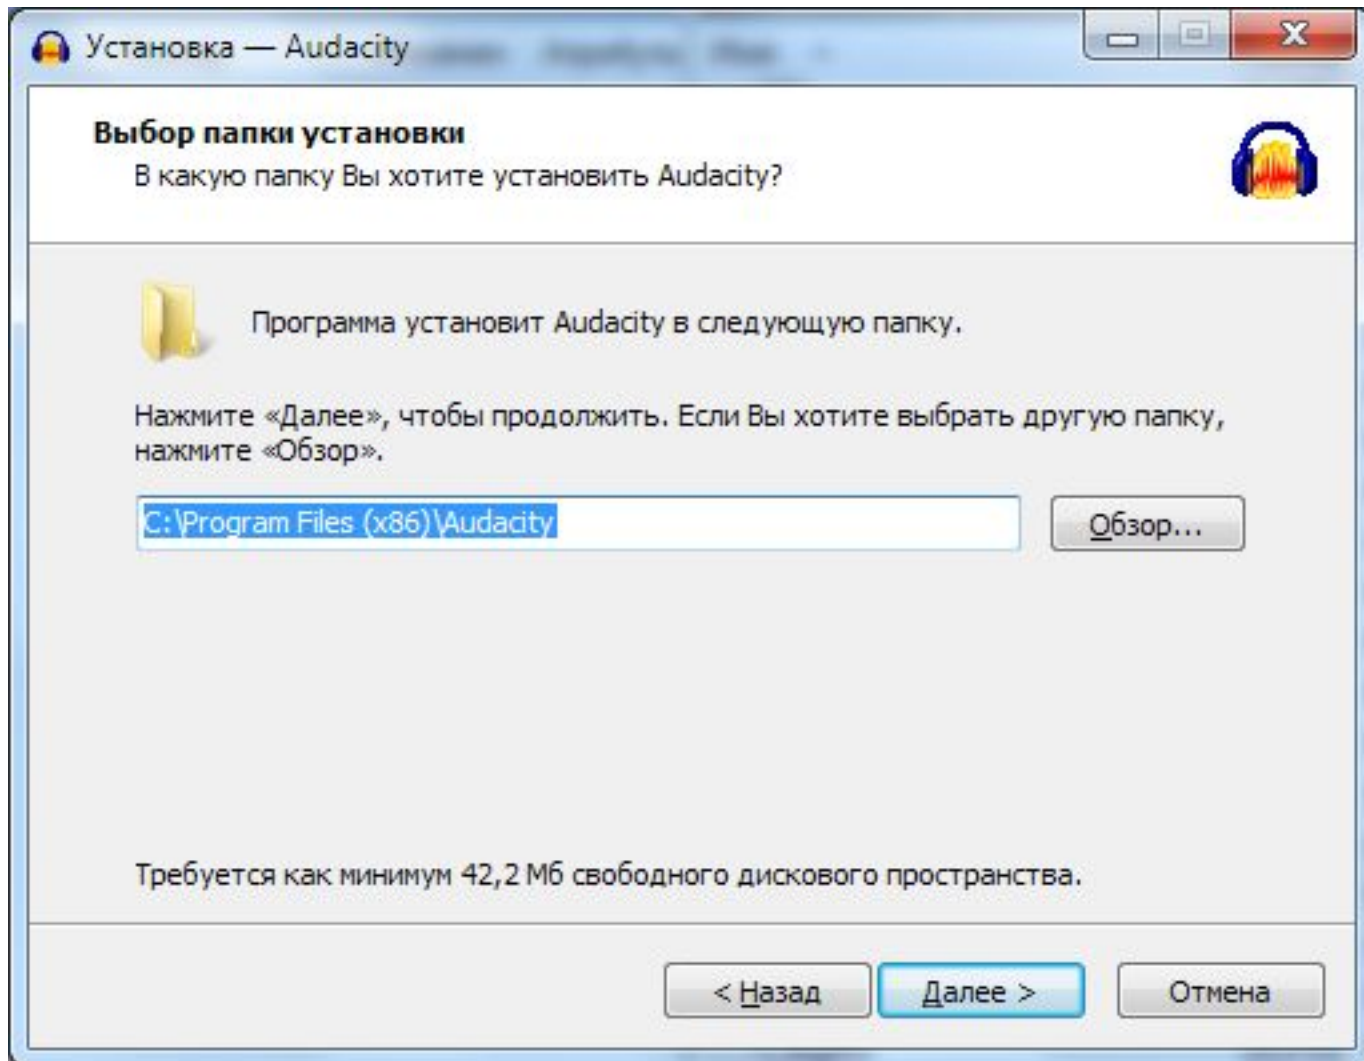 Установка — Audacity
Выбор папки установки
В какую папку Вы хотите установить Audacity?
Программа установит Audacity в следующую папку.
Нажмите «Далее», чтобы продолжить. Если Вы хотите выбрать другую папку,
нажмите «Обзор».
C:\Program Files (x86)\Audacity
Обзор...
Требуется как минимум 42,2 Мб свободного дискового пространства.
< Назад Далее > Отмена